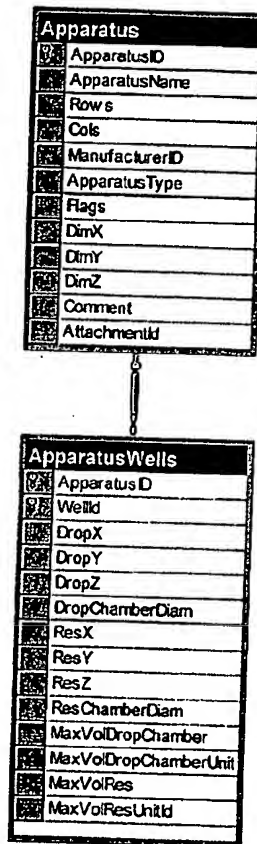 Apparatus
ApparatusID
ApparatusName
Rows
Cols
ManufacturerID
ApparatusType
Flags
DimX
DimY
DimZ
Comment
AttachmentId
ApparatusWells
ApparatusID
WellId
DropX
DropY
DropZ
DropChamberDiam
ResX
ResY
ResZ
ResChamberDiam
MaxVolDropChamber
MaxVolDropChamberUnit
MaxVolRes
MaxVolResUnitId